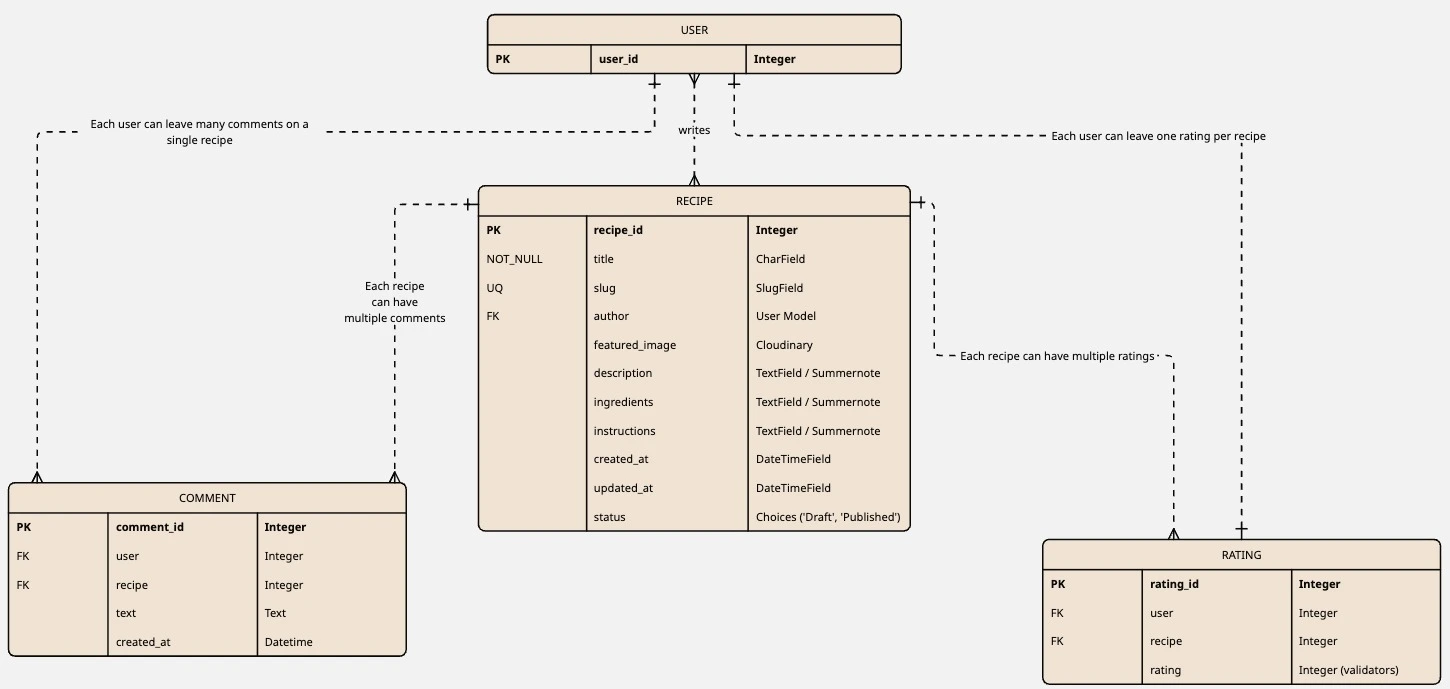 USER
PK user_id Integer
Each user can leave many comments on a
single recipe
writes
Each user can leave one rating per recipe
RECIPE
PK recipe_id Integer
NOT_NULL title CharField
UQ slug SlugField
FK author User Model
featured_image Cloudinary
description TextField / Summernote
ingredients TextField / Summernote
instructions TextField / Summernote
created_at DateTimeField
updated_at DateTimeField
status Choices ('Draft', 'Published')
Each recipe
can have
multiple comments
Each recipe can have multiple ratings
COMMENT
PK comment_id Integer
FK user Integer
FK recipe Integer
text Text
created_at Datetime
RATING
PK rating_id Integer
FK user Integer
FK recipe Integer
rating Integer (validators)